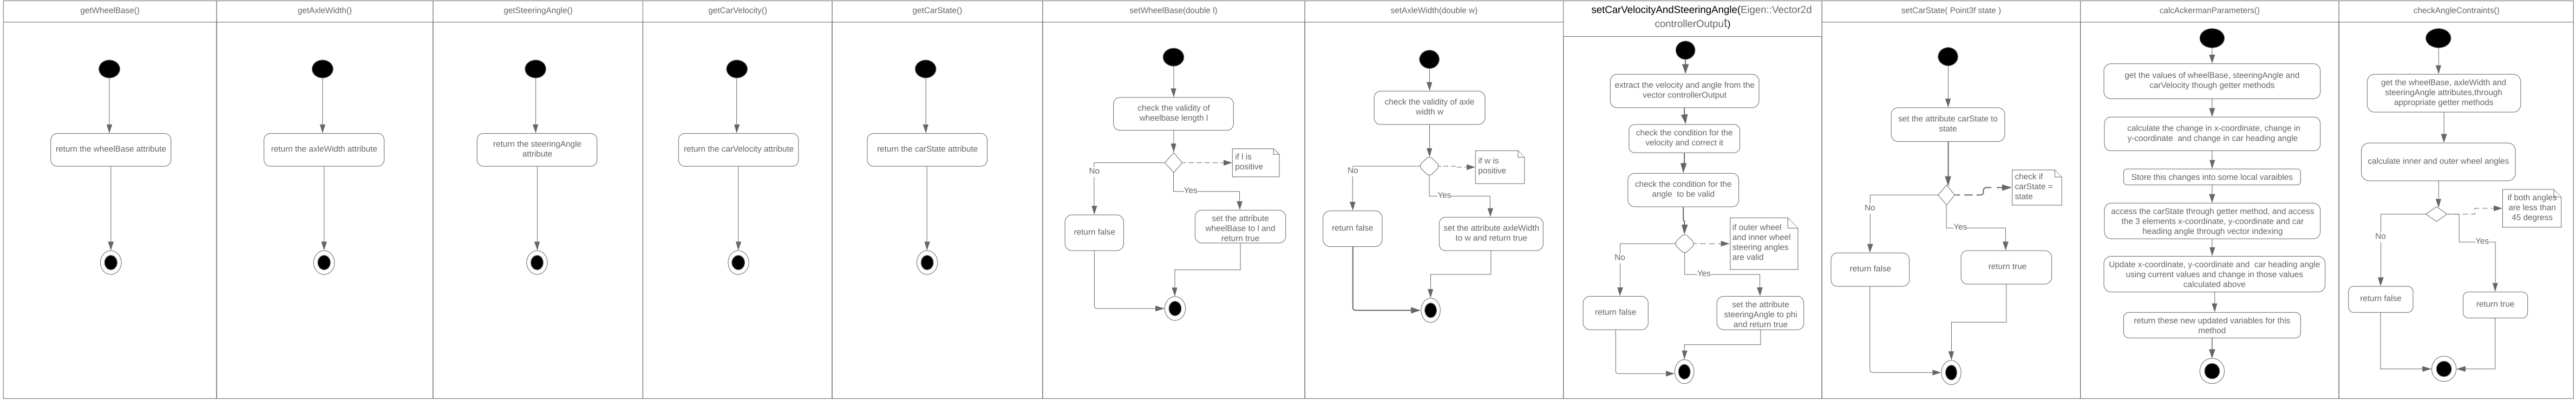 getWheelBase()
return the wheelBase attribute
getAxleWidth()
return the axleWidth attribute
getSteeringAngle()
return the steeringAngle
attribute
getCarVelocity()
return the carVelocity attribute
getCarState()
return the carState attribute
setWheelBase(double l)
check the validity of
wheelbase length l
if l is
positive
No
Yes
return false
set the attribute
wheelBase to l and
return true
setAxleWidth(double w)
check the validity of axle
width w
if w is
positive
No
Yes
return false
set the attribute axleWidth
to w and return true
setCarVelocityAndSteeringAngle(Eigen::Vector2d
controllerOutput)
extract the velocity and angle from the
vector controllerOutput
check the condition for the
velocity and correct it
check the condition for the
angle to be valid
if outer wheel
and inner wheel
steering angles
are valid
No
Yes
return false
set the attribute
steeringAngle to phi
and return true
setCarState( Point3f state )
set the attribute carState to
state
check if
carState =
state
No
Yes
return false
return true
calcAckermanParameters()
get the values of wheelBase, steeringAngle and
carVelocity though getter methods
calculate the change in x-coordinate, change in
y-coordinate and change in car heading angle
Store this changes into some local varaibles
access the carState through getter method, and access
the 3 elements x-coordinate, y-coordinate and car
heading angle through vector indexing
Update x-coordinate, y-coordinate and car heading angle
using current values and change in those values
calculated above
return these new updated variables for this
method
checkAngleContraints()
get the wheelBase, axleWidth and
steeringAngle attributes,through
appropriate getter methods
calculate inner and outer wheel angles
if both angles
are less than
45 degress
No
Yes
return false
return true